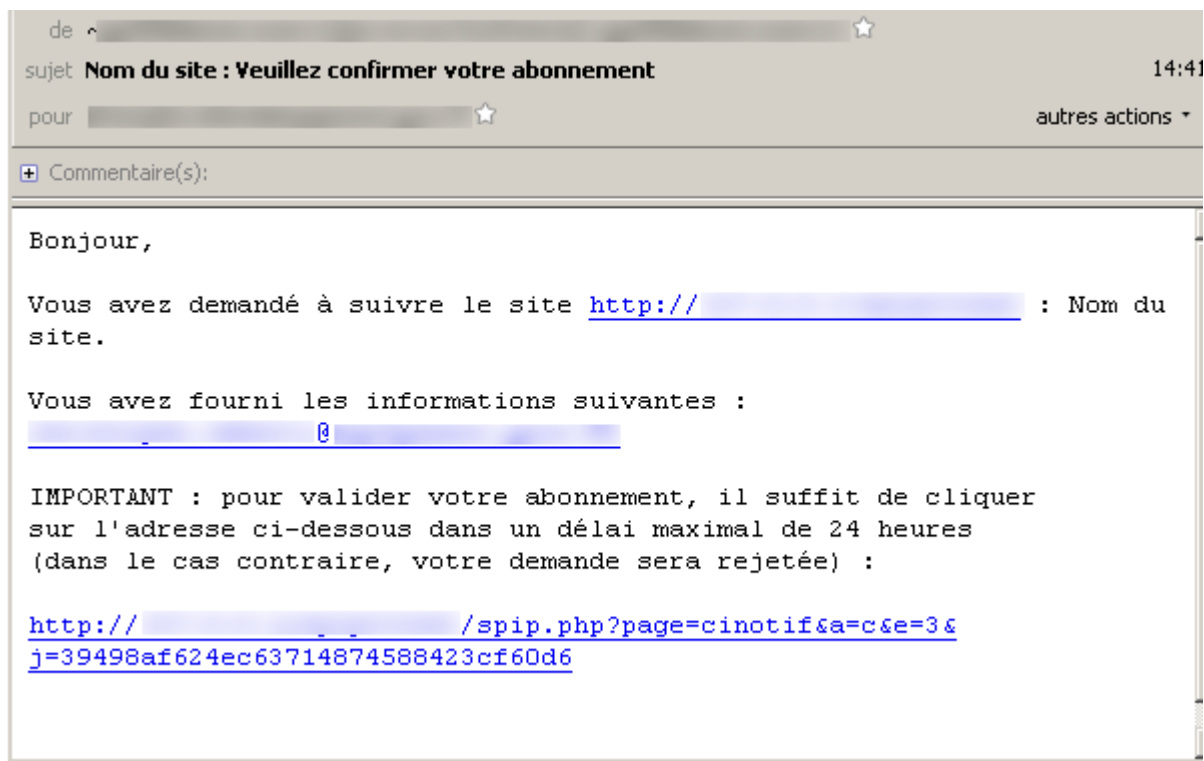 de
sujet Nom du site : Veuillez confirmer votre abonnement 14:41
pour autres actions
Commentaire(s):
Bonjour,
Vous avez demandé à suivre le site http:// : Nom du
site.
Vous avez fourni les informations suivantes :
@
IMPORTANT : pour valider votre abonnement, il suffit de cliquer
sur l'adresse ci-dessous dans un délai maximal de 24 heures
(dans le cas contraire, votre demande sera rejetée) :
http:// /spip.php?page=cinotif&a=c&e=3&
j=39498af624ec63714874588423cf60d6